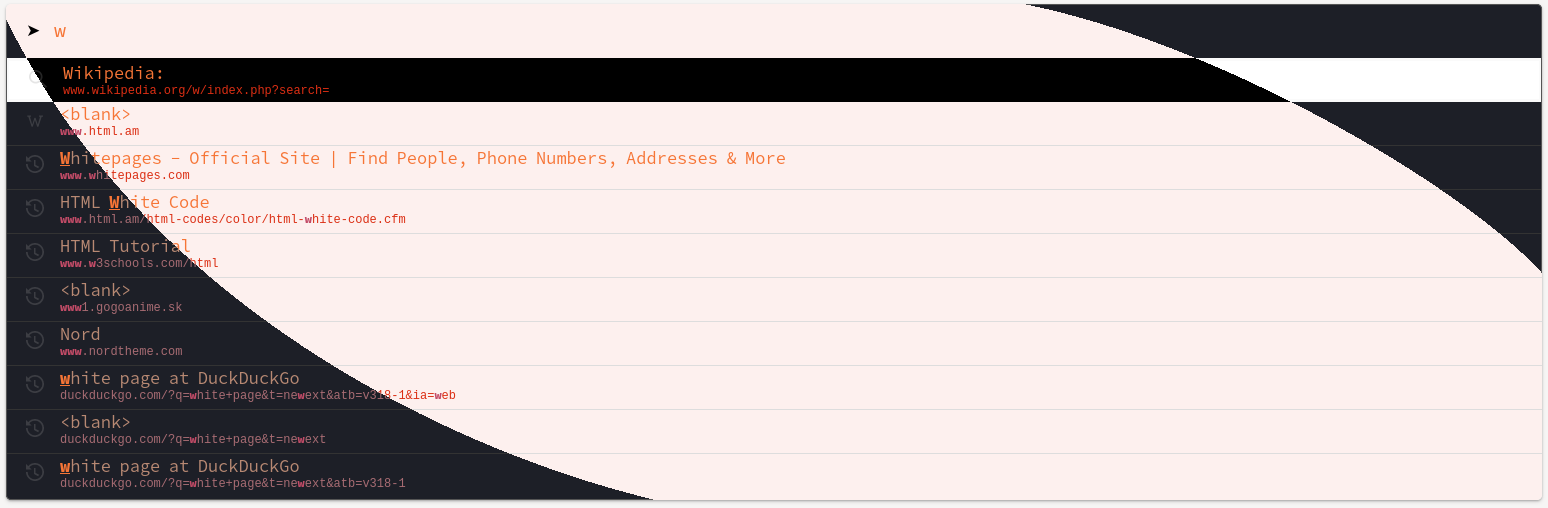 w
Wikipedia:
www.wikipedia.org/w/index.php?search=
<blank>
www.html.am
Whitepages – Official Site | Find People, Phone Numbers, Addresses & More
www.whitepages.com
HTML White Code
www.html.am/html-codes/color/html-white-code.cfm
HTML Tutorial
www.w3schools.com/html
<blank>
www1.gogoanime.sk
Nord
www.nordtheme.com
white page at DuckDuckGo
duckduckgo.com/?q=white+page&t=newext&atb=v318-1&ia=web
<blank>
duckduckgo.com/?q=white+page&t=newext
white page at DuckDuckGo
duckduckgo.com/?q=white+page&t=newext&atb=v318-1